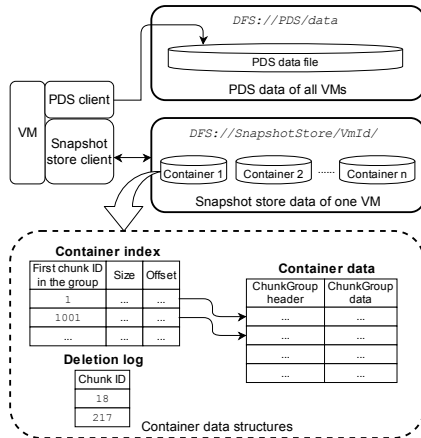 DFS://PDS/data
PDS data file
PDS data of all VMs
PDS client
VM
Snapshot
store client
DFS://SnapshotStore/VmId/
Container 1
Container 2
......
Container n
Snapshot store data of one VM
Container index
First chunk ID
in the group
Size
Offset
1
...
...
1001
...
...
...
...
...
Container data
ChunkGroup
header
ChunkGroup
data
...
...
...
...
...
...
...
...
Deletion log
Chunk ID
18
217
Container data structures